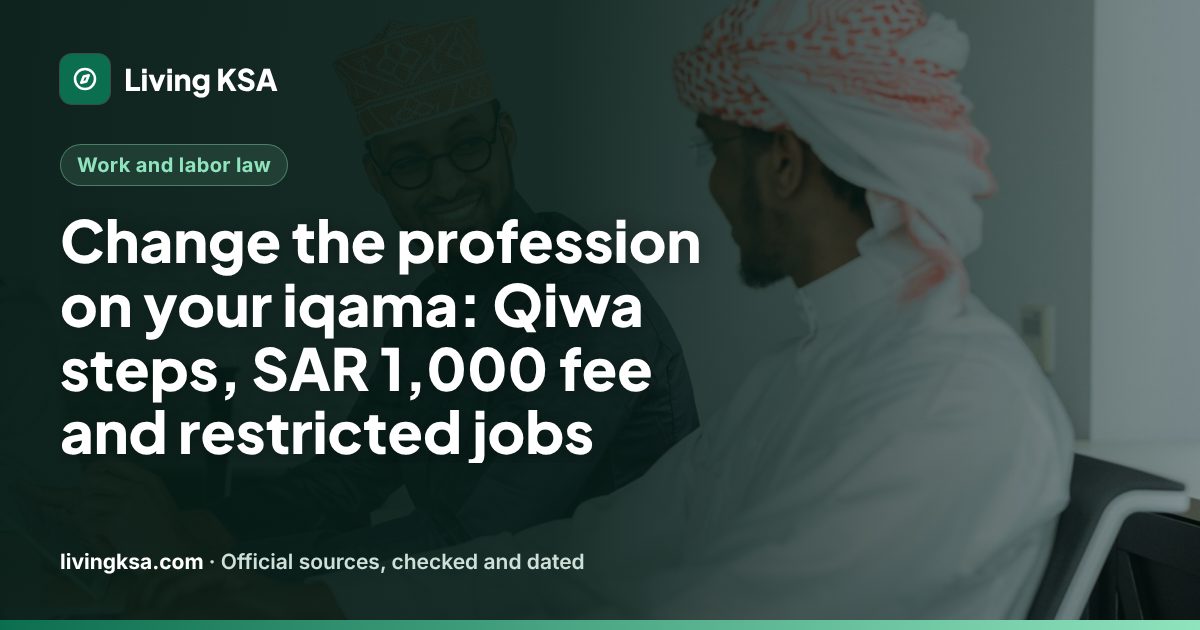 Living KSA
Work and labor law
Change the profession
on your iqama: Qiwa
steps, SAR 1,000 fee
and restricted jobs
livingksa.com · Official sources, checked and dated